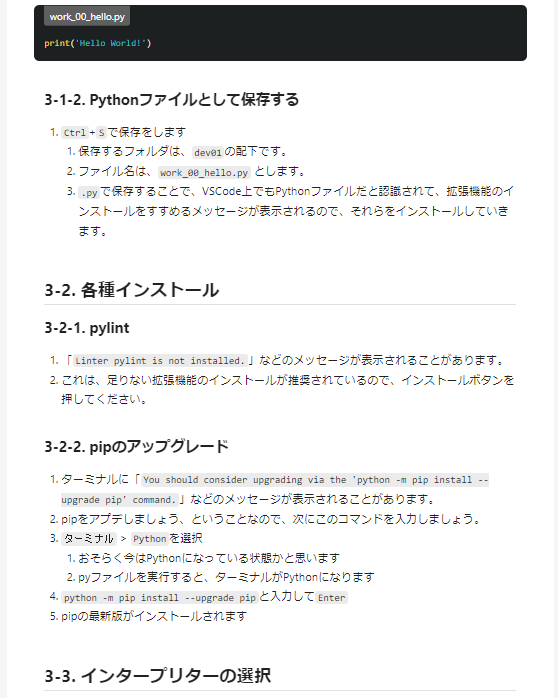 work_00_hello.py
print('Hello World!')
3-1-2. Pythonファイルとして保存する
1. Ctrl + S で保存をします
1. 保存するフォルダは、 dev01 の配下です。
2. ファイル名は、 work_00_hello.py とします。
3. .py で保存することで、VSCode上でもPythonファイルだと認識されて、拡張機能のイ
ンストールをすすめるメッセージが表示されるので、それらをインストールしていき
ます。
3-2. 各種インストール
3-2-1. pylint
1. 「 Linter pylint is not installed. 」などのメッセージが表示されることがあります。
2. これは、足りない拡張機能のインストールが推奨されているので、インストールボタンを
押してください。
3-2-2. pipのアップグレード
1. ターミナルに「 You should consider upgrading via the 'python -m pip install --
upgrade pip' command. 」などのメッセージが表示されることがあります。
2. pipをアプデしましょう、ということなので、次にこのコマンドを入力しましょう。
3. ターミナル > Python を選択
1. おそらく今はPythonになっている状態かと思います
2. pyファイルを実行すると、ターミナルがPythonになります
4. python -m pip install --upgrade pip と入力して Enter
5. pipの最新版がインストールされます
3-3. インタープリターの選択